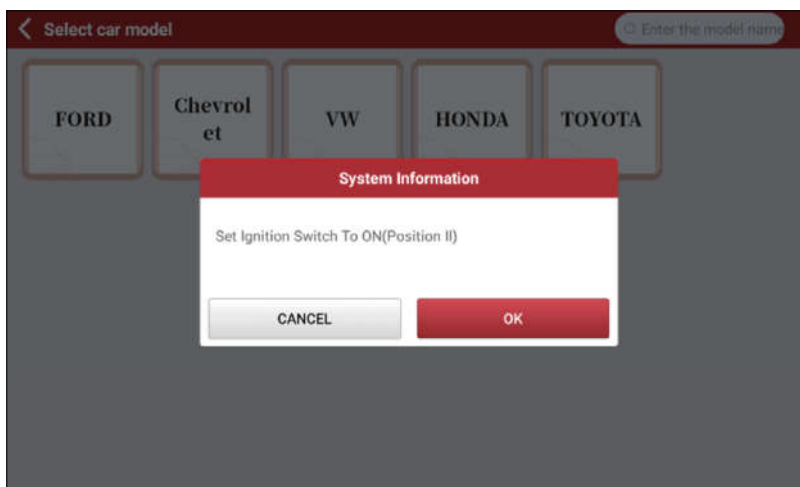 Select car model
Enter the model name
FORD
Chevrol
et
VW
HONDA
TOYOTA
System Information
Set Ignition Switch To ON(Position II)
CANCEL
OK